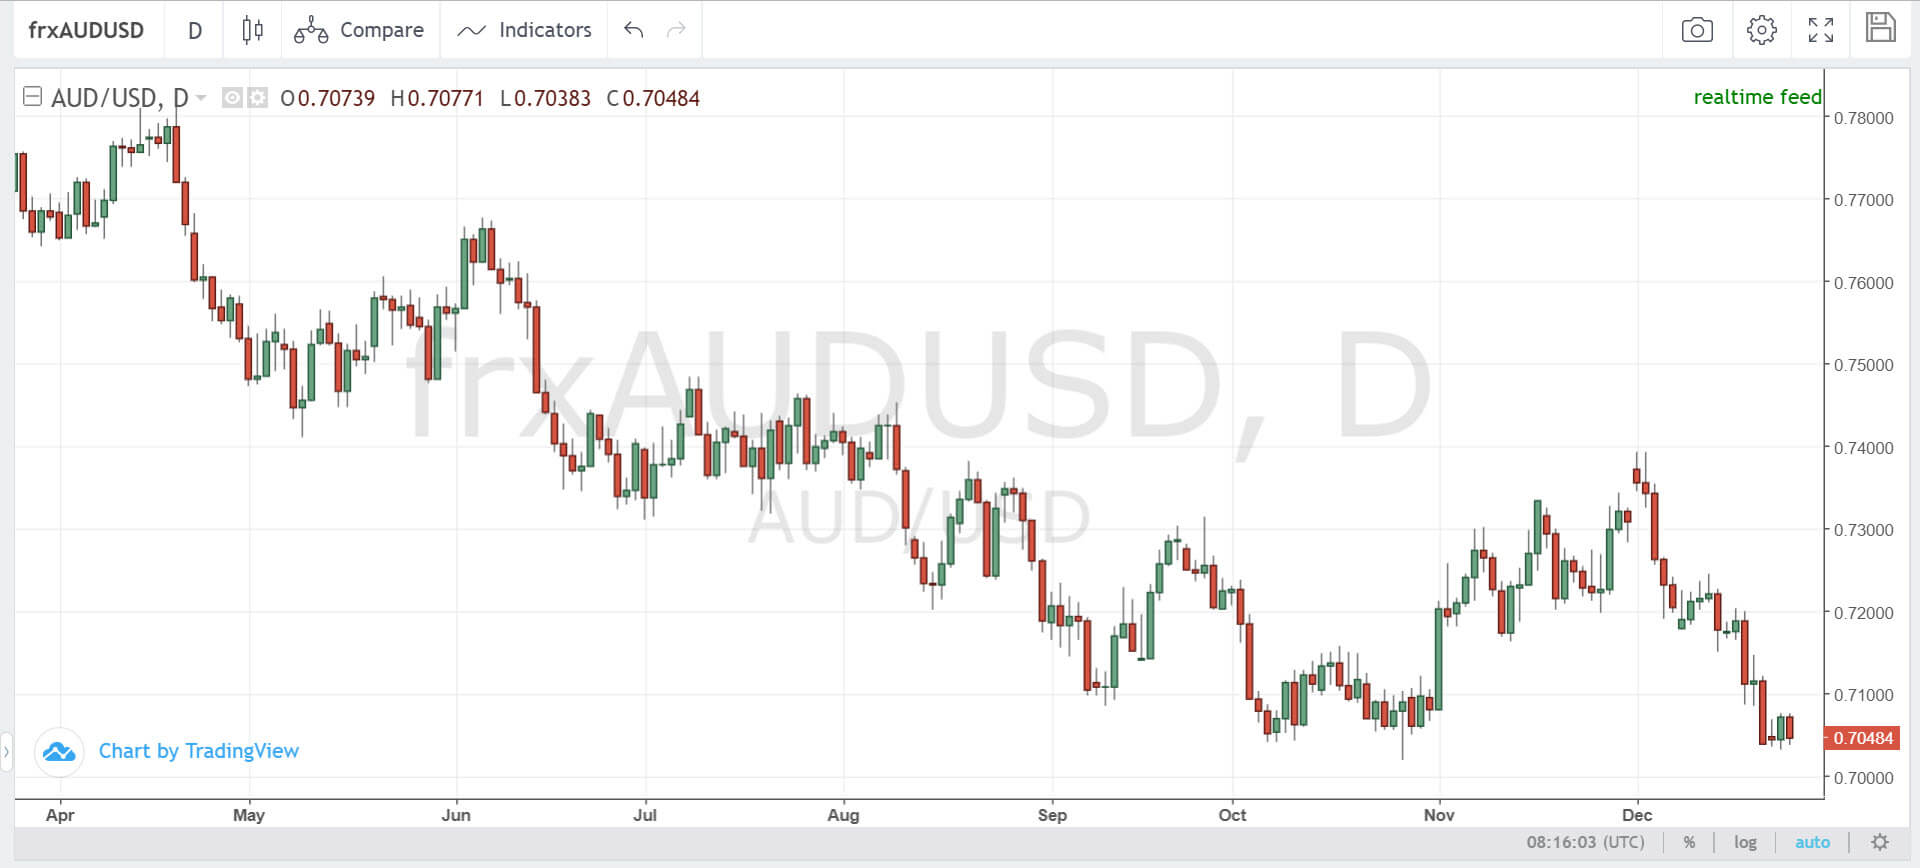 frxAUDUSD D Compare Indicators
AUD/USD, D O0.70739 H0.70771 L0.70383 C0.70484
realtime feed
0.78000
0.77000
0.76000
0.75000
0.74000
0.73000
0.72000
0.71000
0.70484
0.70000
frxAUDUSD, D
AUD/USD
Chart by TradingView
Apr May Jun Jul Aug Sep Oct Nov Dec
08:16:03 (UTC) % log auto